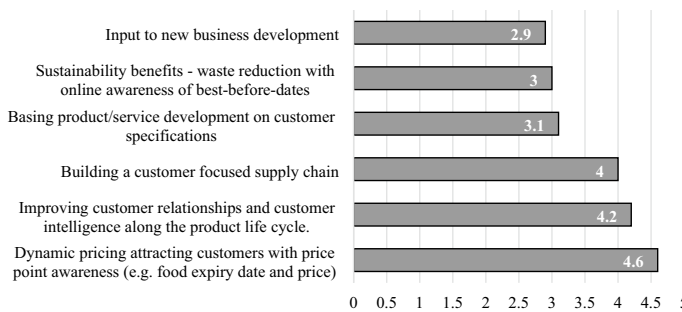 Input to new business development
2.9
Sustainability benefits - waste reduction with
online awareness of best-before-dates
3
Basing product/service development on customer
specifications
3.1
Building a customer focused supply chain
4
Improving customer relationships and customer
intelligence along the product life cycle.
4.2
Dynamic pricing attracting customers with price
point awareness (e.g. food expiry date and price)
4.6
0 0.5 1 1.5 2 2.5 3 3.5 4 4.5